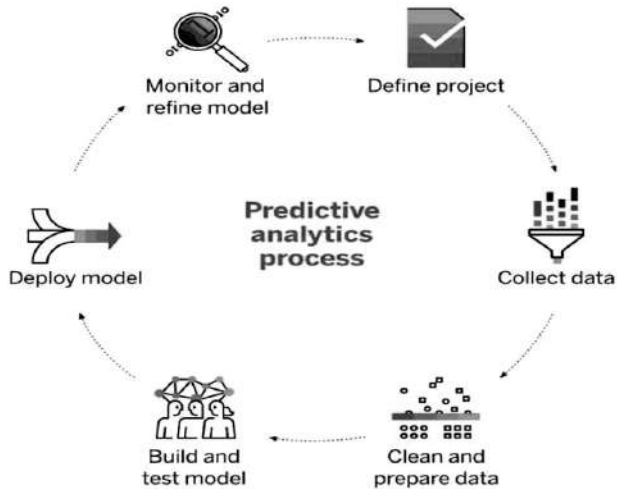 Predictive
analytics
process
Define project
Collect data
Clean and
prepare data
Build and
test model
Deploy model
Monitor and
refine model